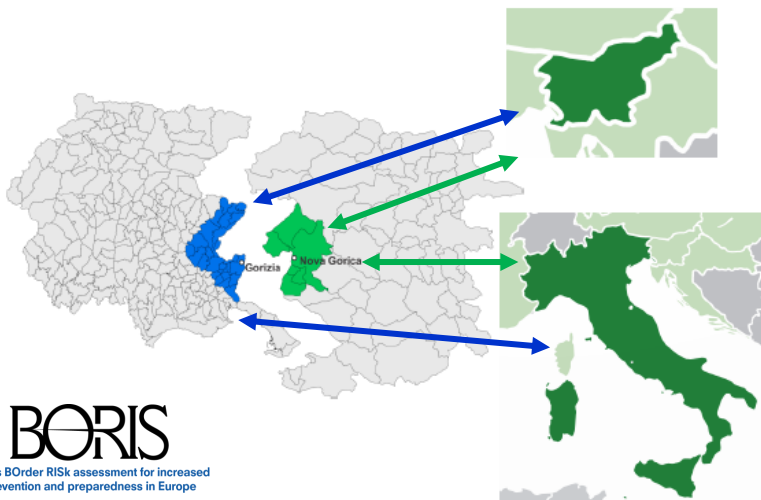 Gorizia
Nova Gorica
BORIS
s BOrder RISk assessment for increased
evention and preparedness in Europe